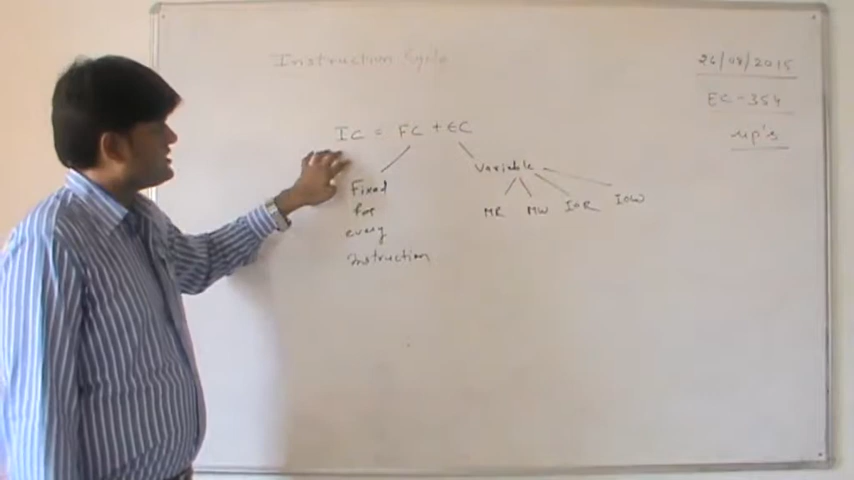 Instruction Cycle
26/08/2015
EC-354
μp's
IC = FC + EC
Fixed
for
every
Instruction
Variable
MR MW IOR IOW